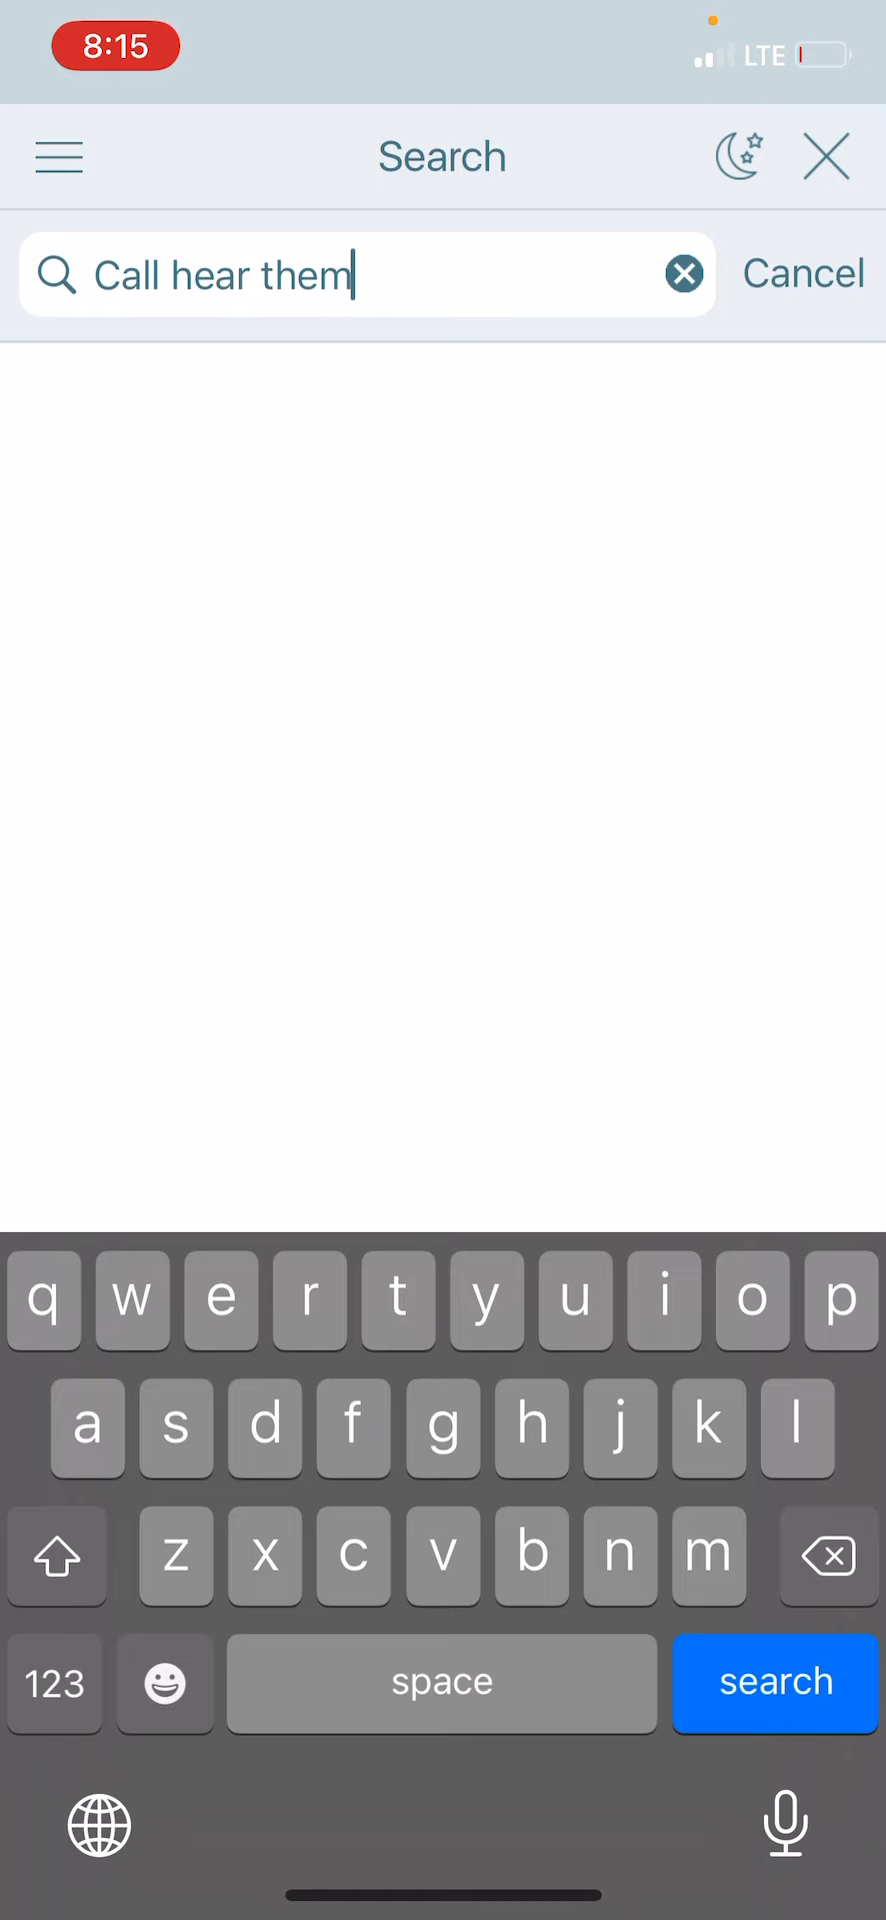 8:15 LTE
Search
Call hear them Cancel
q w e r t y u i o p
a s d f g h j k l
z x c v b n m
123 space search